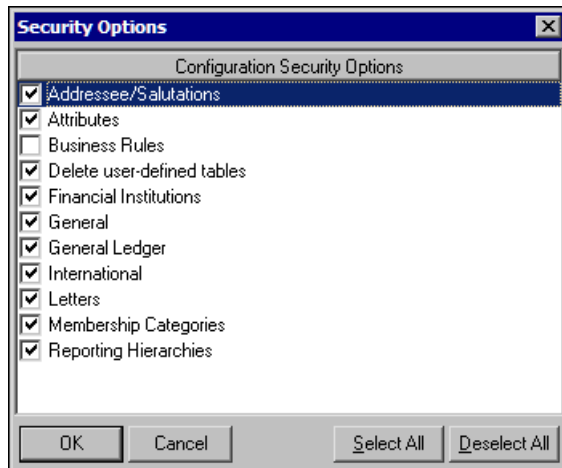 Security Options
Configuration Security Options
Addressee/Salutations
Attributes
Business Rules
Delete user-defined tables
Financial Institutions
General
General Ledger
International
Letters
Membership Categories
Reporting Hierarchies
OK Cancel Select All Deselect All